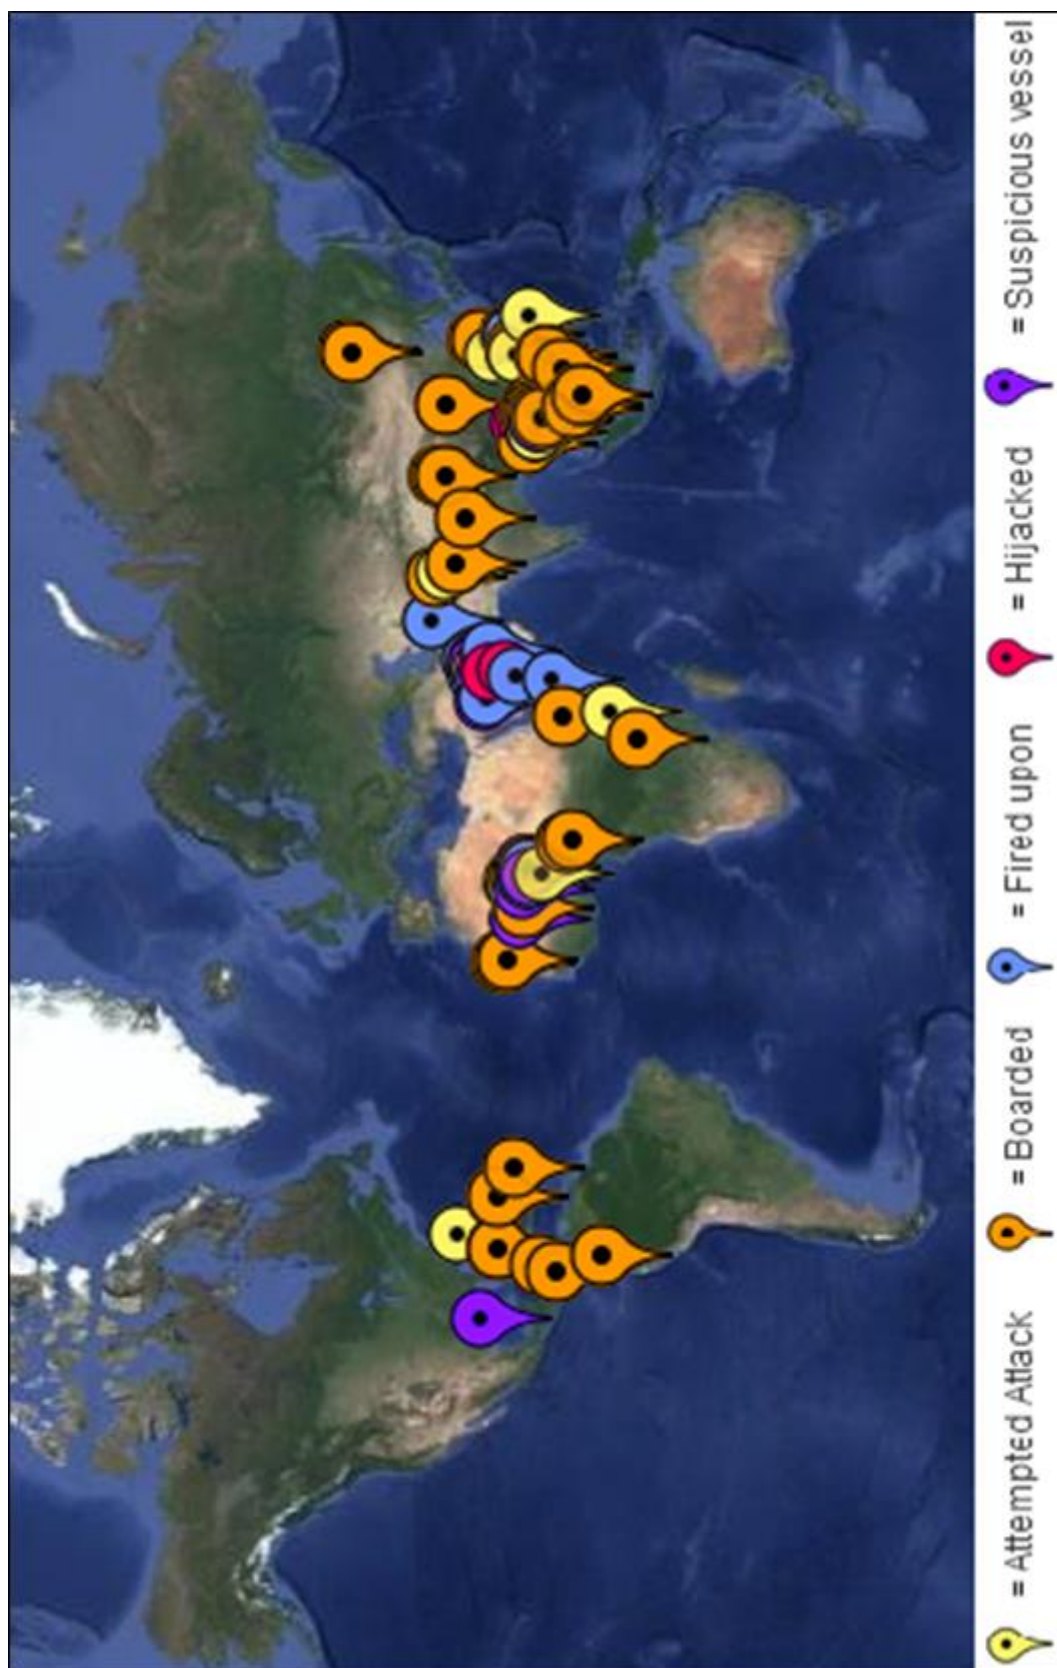 = Attempted Attack = Boarded = Fired upon = Hijacked = Suspicious vessel